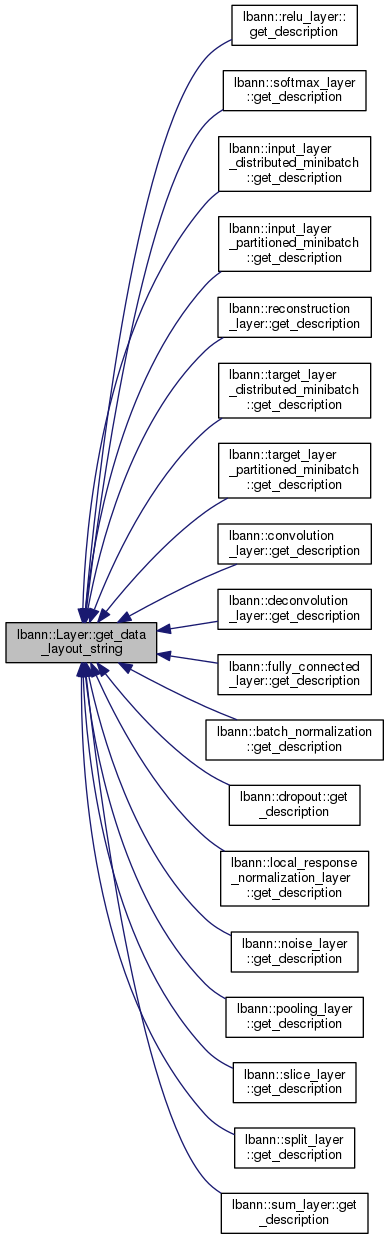 lbann::relu_layer::
get_description
lbann::softmax_layer
::get_description
lbann::input_layer
_distributed_minibatch
::get_description
lbann::input_layer
_partitioned_minibatch
::get_description
lbann::reconstruction
_layer::get_description
lbann::target_layer
_distributed_minibatch
::get_description
lbann::target_layer
_partitioned_minibatch
::get_description
lbann::convolution
_layer::get_description
lbann::deconvolution
_layer::get_description
lbann::Layer::get_data
_layout_string
lbann::fully_connected
_layer::get_description
lbann::batch_normalization
::get_description
lbann::dropout::get
_description
lbann::local_response
_normalization_layer
::get_description
lbann::noise_layer
::get_description
lbann::pooling_layer
::get_description
lbann::slice_layer
::get_description
lbann::split_layer
::get_description
lbann::sum_layer::get
_description